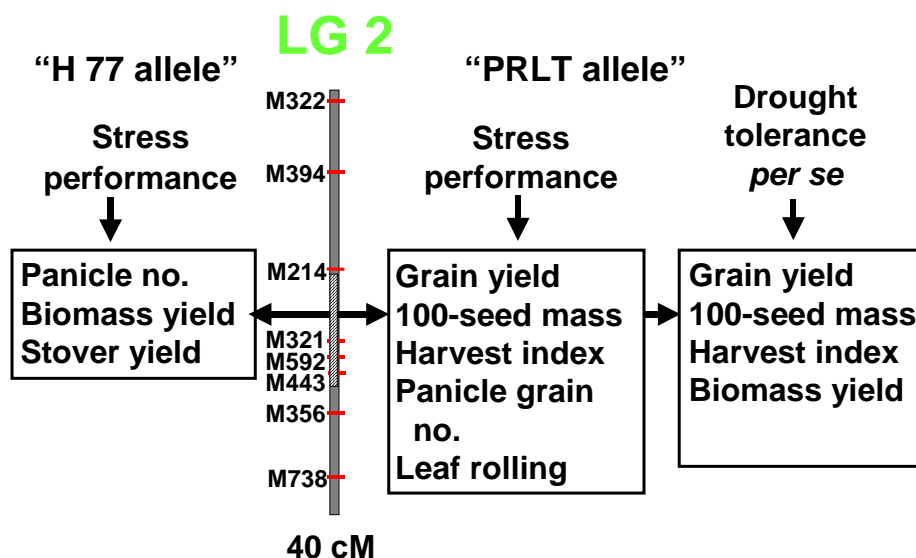 LG 2
“H 77 allele”
“PRLT allele”
Stress
performance
Stress
performance
Drought
tolerance
per se
M322
M394
M214
M321
M592
M443
M356
M738
40 cM
Panicle no.
Biomass yield
Stover yield
Grain yield
100-seed mass
Harvest index
Panicle grain
no.
Leaf rolling
Grain yield
100-seed mass
Harvest index
Biomass yield